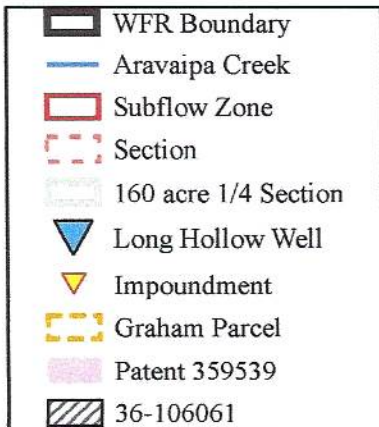 WFR Boundary
Aravaipa Creek
Subflow Zone
Section
160 acre 1/4 Section
Long Hollow Well
Impoundment
Graham Parcel
Patent 359539
36-106061